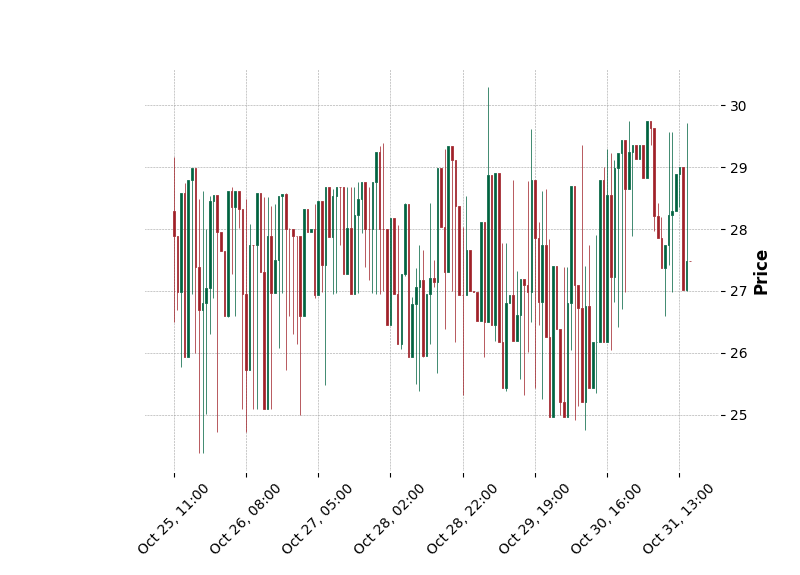 30
29
28
27
26
25
Price
Oct 25, 11:00
Oct 26, 08:00
Oct 27, 05:00
Oct 28, 02:00
Oct 28, 22:00
Oct 29, 19:00
Oct 30, 16:00
Oct 31, 13:00